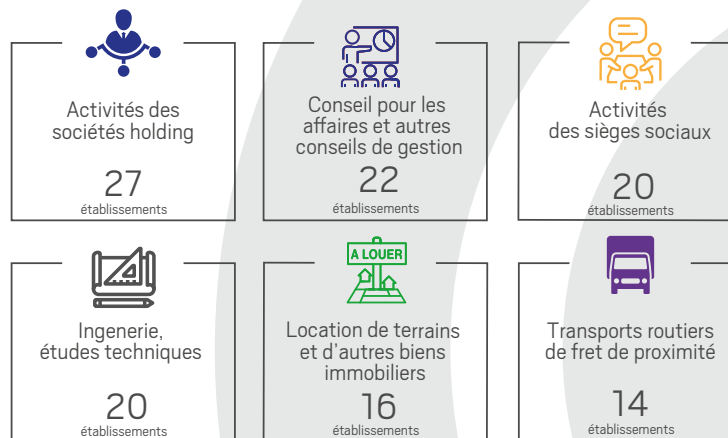 Activités des
sociétés holding
27
établissements
Conseil pour les
affaires et autres
conseils de gestion
22
établissements
Activités
des sièges sociaux
20
établissements
Ingenerie,
études techniques
20
établissements
A LOUER
Location de terrains
et d'autres biens
immobiliers
16
établissements
Transports routiers
de fret de proximité
14
établissements